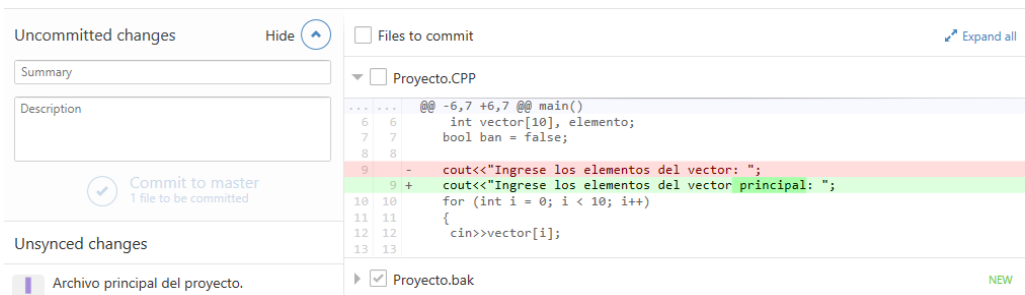 Uncommitted changes
Hide
Summary
Description
Commit to master
1 file to be committed
Unsynced changes
Archivo principal del proyecto.
Files to commit
Expand all
Proyecto.CPP
... ... @@ -6,7 +6,7 @@ main()
6 6 int vector[10], elemento;
7 7 bool ban = false;
8 8
9 - cout<<"Ingrese los elementos del vector: ";
9 + cout<<"Ingrese los elementos del vector principal: ";
10 10 for (int i = 0; i < 10; i++)
11 11 {
12 12 cin>>vector[i];
13 13
Proyecto.bak
NEW